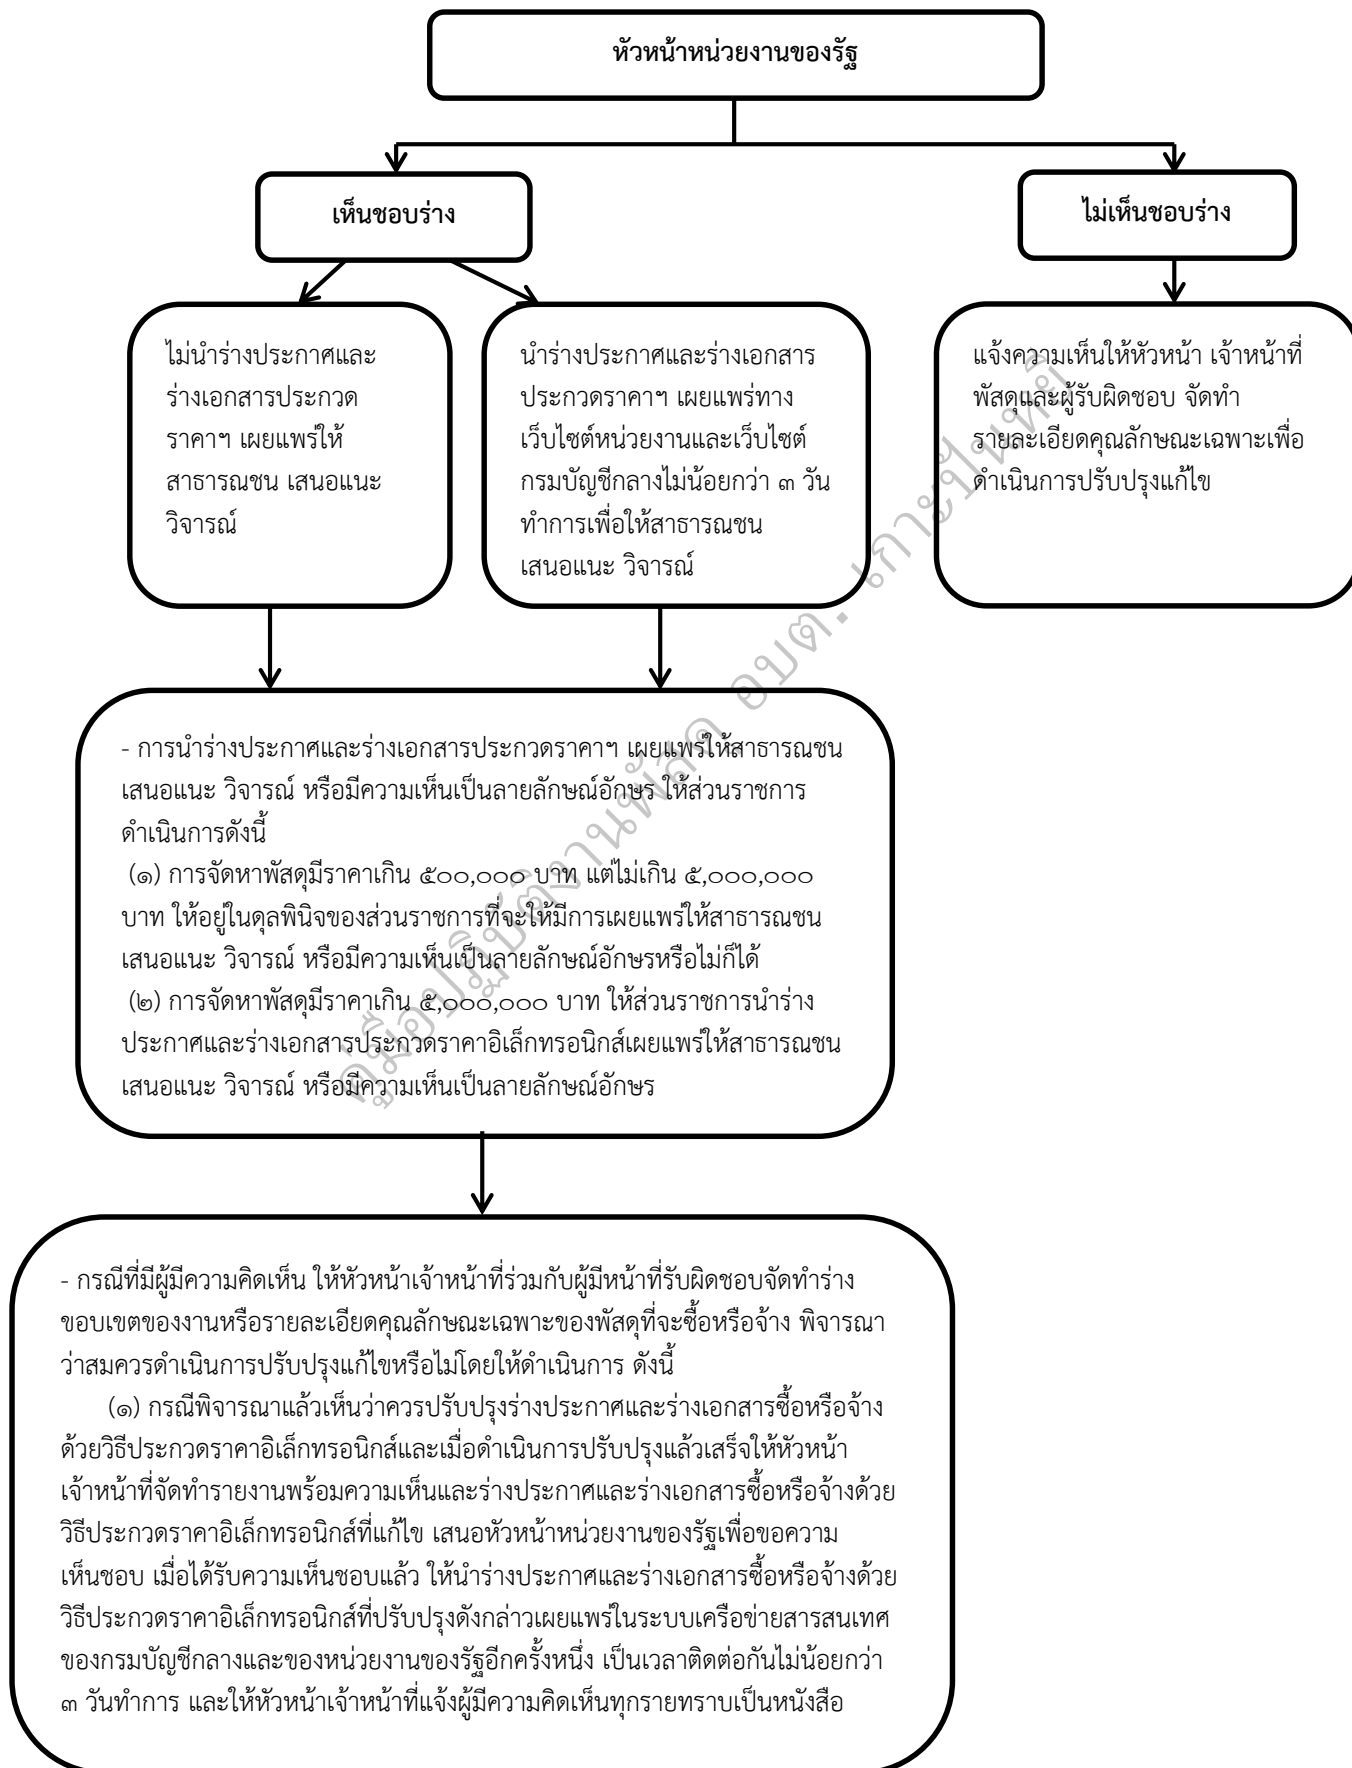 หัวหน้าหน่วยงานของรัฐ
เห็นชอบร่าง
ไม่เห็นชอบร่าง
ไม่นำร่างประกาศและ
ร่างเอกสารประกวด
ราคาฯ เผยแพร่ให้
สาธารณชน เสนอแนะ
วิจารณ์
นำร่างประกาศและร่างเอกสาร
ประกวดราคาฯ เผยแพร่ทาง
เว็บไซต์หน่วยงานและเว็บไซต์
กรมบัญชีกลางไม่น้อยกว่า ๓ วัน
ทำการเพื่อให้สาธารณชน
เสนอแนะ วิจารณ์
แจ้งความเห็นให้หัวหน้า เจ้าหน้าที่
พัสดุและผู้รับผิดชอบ จัดทำ
รายละเอียดคุณลักษณะเฉพาะเพื่อ
ดำเนินการปรับปรุงแก้ไข
- การนำร่างประกาศและร่างเอกสารประกวดราคาฯ เผยแพร่ให้สาธารณชน
เสนอแนะ วิจารณ์ หรือมีความเห็นเป็นลายลักษณ์อักษร ให้ส่วนราชการ
ดำเนินการดังนี้
(๑) การจัดหาพัสดุมีราคาเกิน ๕๐๐,๐๐๐ บาท แต่ไม่เกิน ๕,๐๐๐,๐๐๐
บาท ให้อยู่ในดุลพินิจของส่วนราชการที่จะให้มีการเผยแพร่ให้สาธารณชน
เสนอแนะ วิจารณ์ หรือมีความเห็นเป็นลายลักษณ์อักษรหรือไม่ก็ได้
(๒) การจัดหาพัสดุมีราคาเกิน ๕,๐๐๐,๐๐๐ บาท ให้ส่วนราชการนำร่าง
ประกาศและร่างเอกสารประกวดราคาอิเล็กทรอนิกส์เผยแพร่ให้สาธารณชน
เสนอแนะ วิจารณ์ หรือมีความเห็นเป็นลายลักษณ์อักษร
- กรณีที่มีผู้มีความคิดเห็น ให้หัวหน้าเจ้าหน้าที่ร่วมกับผู้มีหน้าที่รับผิดชอบจัดทำร่าง
ขอบเขตของงานหรือรายละเอียดคุณลักษณะเฉพาะของพัสดุที่จะซื้อหรือจ้าง พิจารณา
ว่าสมควรดำเนินการปรับปรุงแก้ไขหรือไม่โดยให้ดำเนินการ ดังนี้
(๑) กรณีพิจารณาแล้วเห็นว่าควรปรับปรุงร่างประกาศและร่างเอกสารซื้อหรือจ้าง
ด้วยวิธีประกวดราคาอิเล็กทรอนิกส์และเมื่อดำเนินการปรับปรุงแล้วเสร็จให้หัวหน้า
เจ้าหน้าที่จัดทำรายงานพร้อมความเห็นและร่างประกาศและร่างเอกสารซื้อหรือจ้างด้วย
วิธีประกวดราคาอิเล็กทรอนิกส์ที่แก้ไข เสนอหัวหน้าหน่วยงานของรัฐเพื่อขอความ
เห็นชอบ เมื่อได้รับความเห็นชอบแล้ว ให้นำร่างประกาศและร่างเอกสารซื้อหรือจ้างด้วย
วิธีประกวดราคาอิเล็กทรอนิกส์ที่ปรับปรุงดังกล่าวเผยแพร่ในระบบเครือข่ายสารสนเทศ
ของกรมบัญชีกลางและของหน่วยงานของรัฐอีกครั้งหนึ่ง เป็นเวลาติดต่อกันไม่น้อยกว่า
๓ วันทำการ และให้หัวหน้าเจ้าหน้าที่แจ้งผู้มีความคิดเห็นทุกรายทราบเป็นหนังสือ
คู่มือปฏิบัติงานพัสดุ อบต. เกาะปันหยี